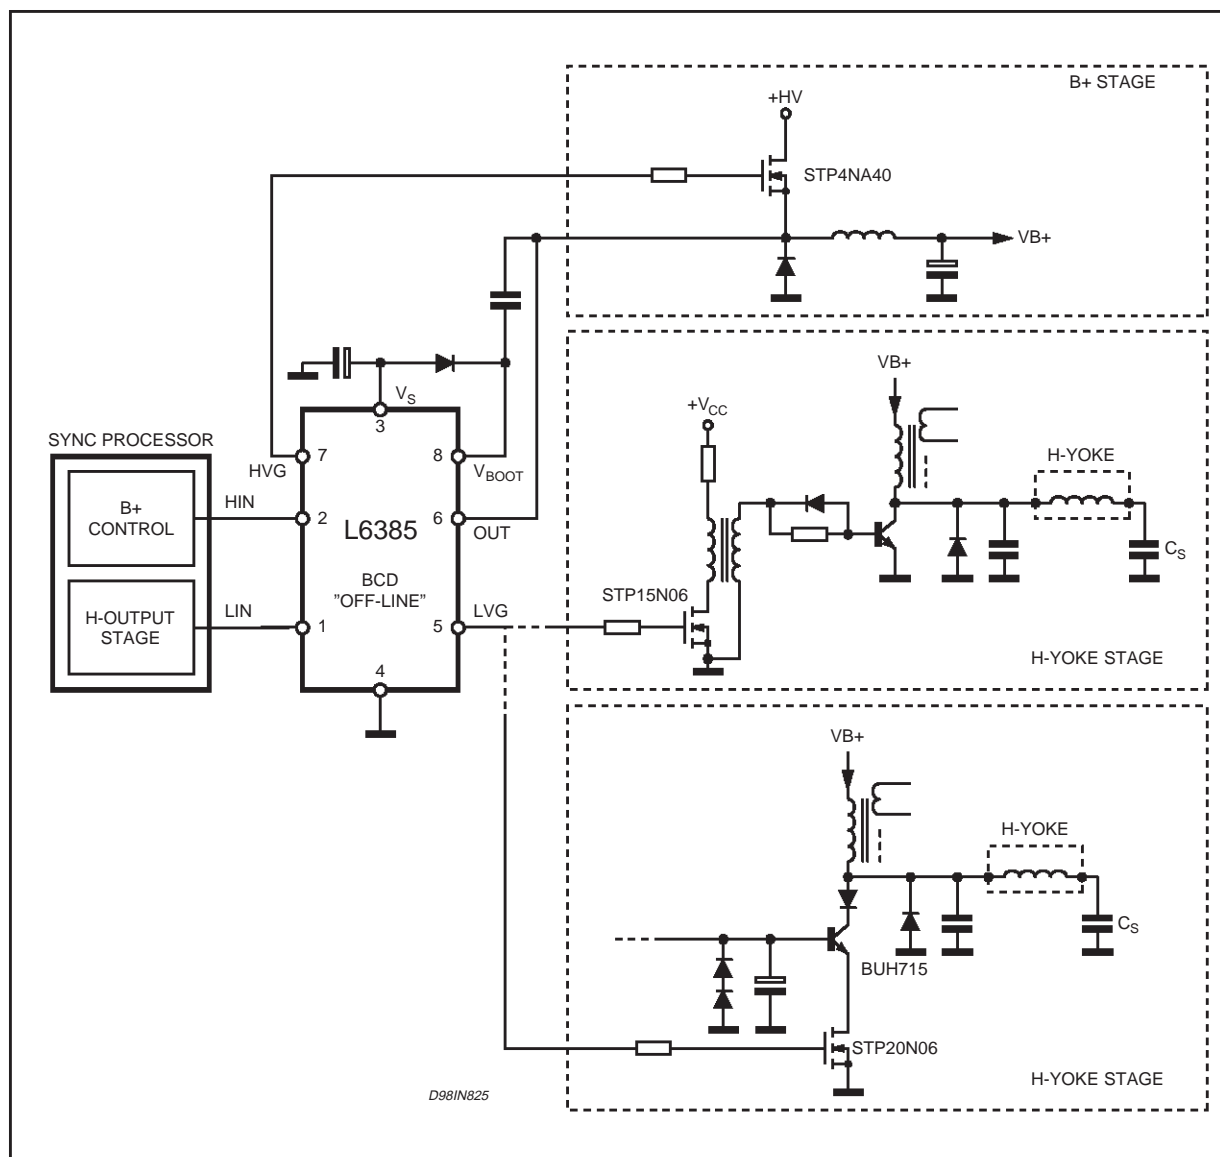 B+ STAGE
+HV
STP4NA40
VB+
VS
3
SYNC PROCESSOR
7
HVG
8
VBOOT
B+
CONTROL
HIN
2
L6385
6
OUT
BCD
"OFF-LINE"
H-OUTPUT
STAGE
LIN
1
5
LVG
4
VB+
+VCC
H-YOKE
CS
STP15N06
H-YOKE STAGE
VB+
H-YOKE
CS
BUH715
STP20N06
H-YOKE STAGE
D98IN825